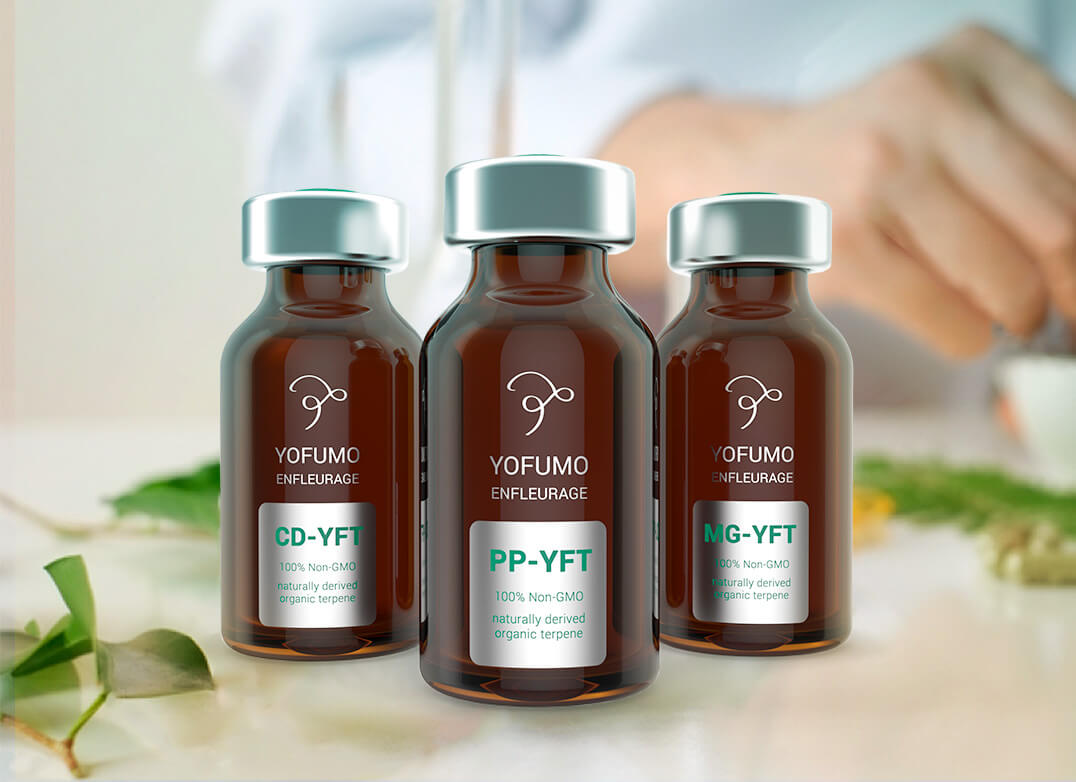 YOFUMO
ENFLEURAGE
CD-YFT
100% Non-GMO
naturally derived
organic terpene
YOFUMO
ENFLEURAGE
PP-YFT
100% Non-GMO
naturally derived
organic terpene
YOFUMO
ENFLEURAGE
MG-YFT
100% Non-GMO
naturally derived
organic terpene